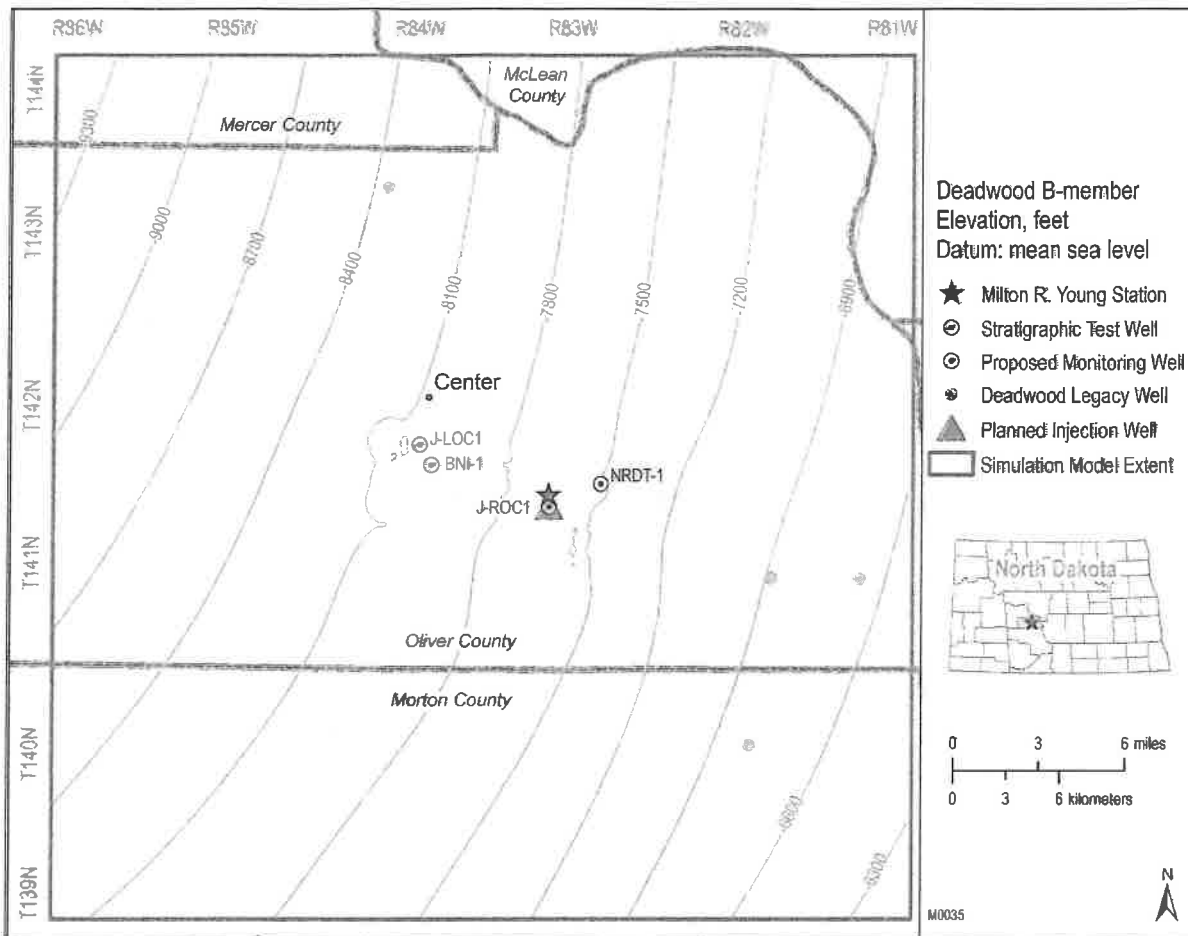 R86W R85W R84W R83W R82W R81W
T144N
T143N
T142N
T141N
T140N
T139N
McLean
County
Mercer County
-9300
-9000
-8700
-8400
-8100
-7800
-7500
-7200
-6900
Center
J-LOC1
BNI-1
NRDT-1
J-ROC1
Oliver County
Morton County
-6600
-6300
Deadwood B-member
Elevation, feet
Datum: mean sea level
Milton R. Young Station
Stratigraphic Test Well
Proposed Monitoring Well
Deadwood Legacy Well
Planned Injection Well
Simulation Model Extent
North Dakota
0 3 6 miles
0 3 6 kilometers
N
M0035